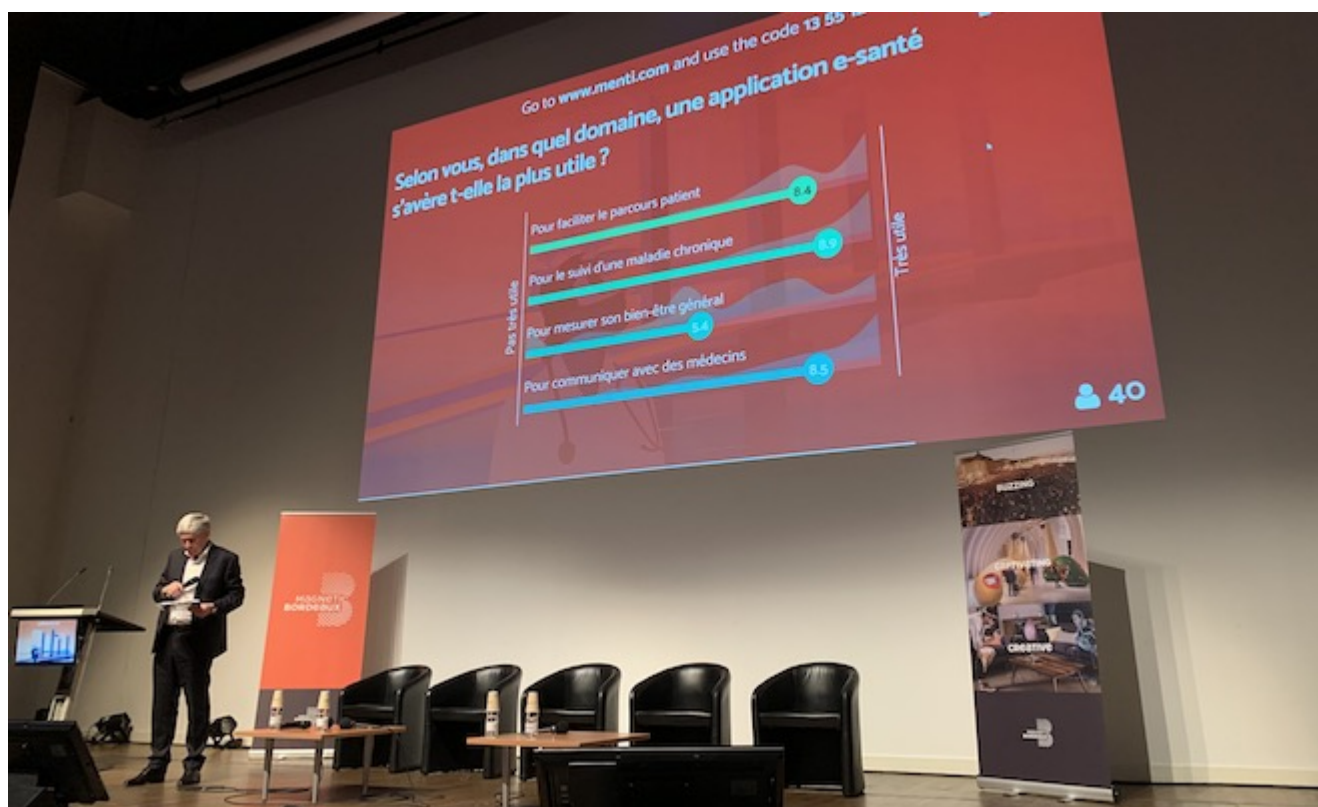 Go to www.menti.com and use the code 13 55
Selon vous, dans quel domaine, une application e-santé
s'avère t-elle la plus utile ?
Pour faciliter le parcours patient
8.4
Pour le suivi d'une maladie chronique
8.9
Pour mesurer son bien-être général
5.4
Pour communiquer avec des médecins
8.5
Pas très utile
Très utile
40
MAGNETIC
BORDEAUX
BUZZING
CAPTIVATING
CREATIVE